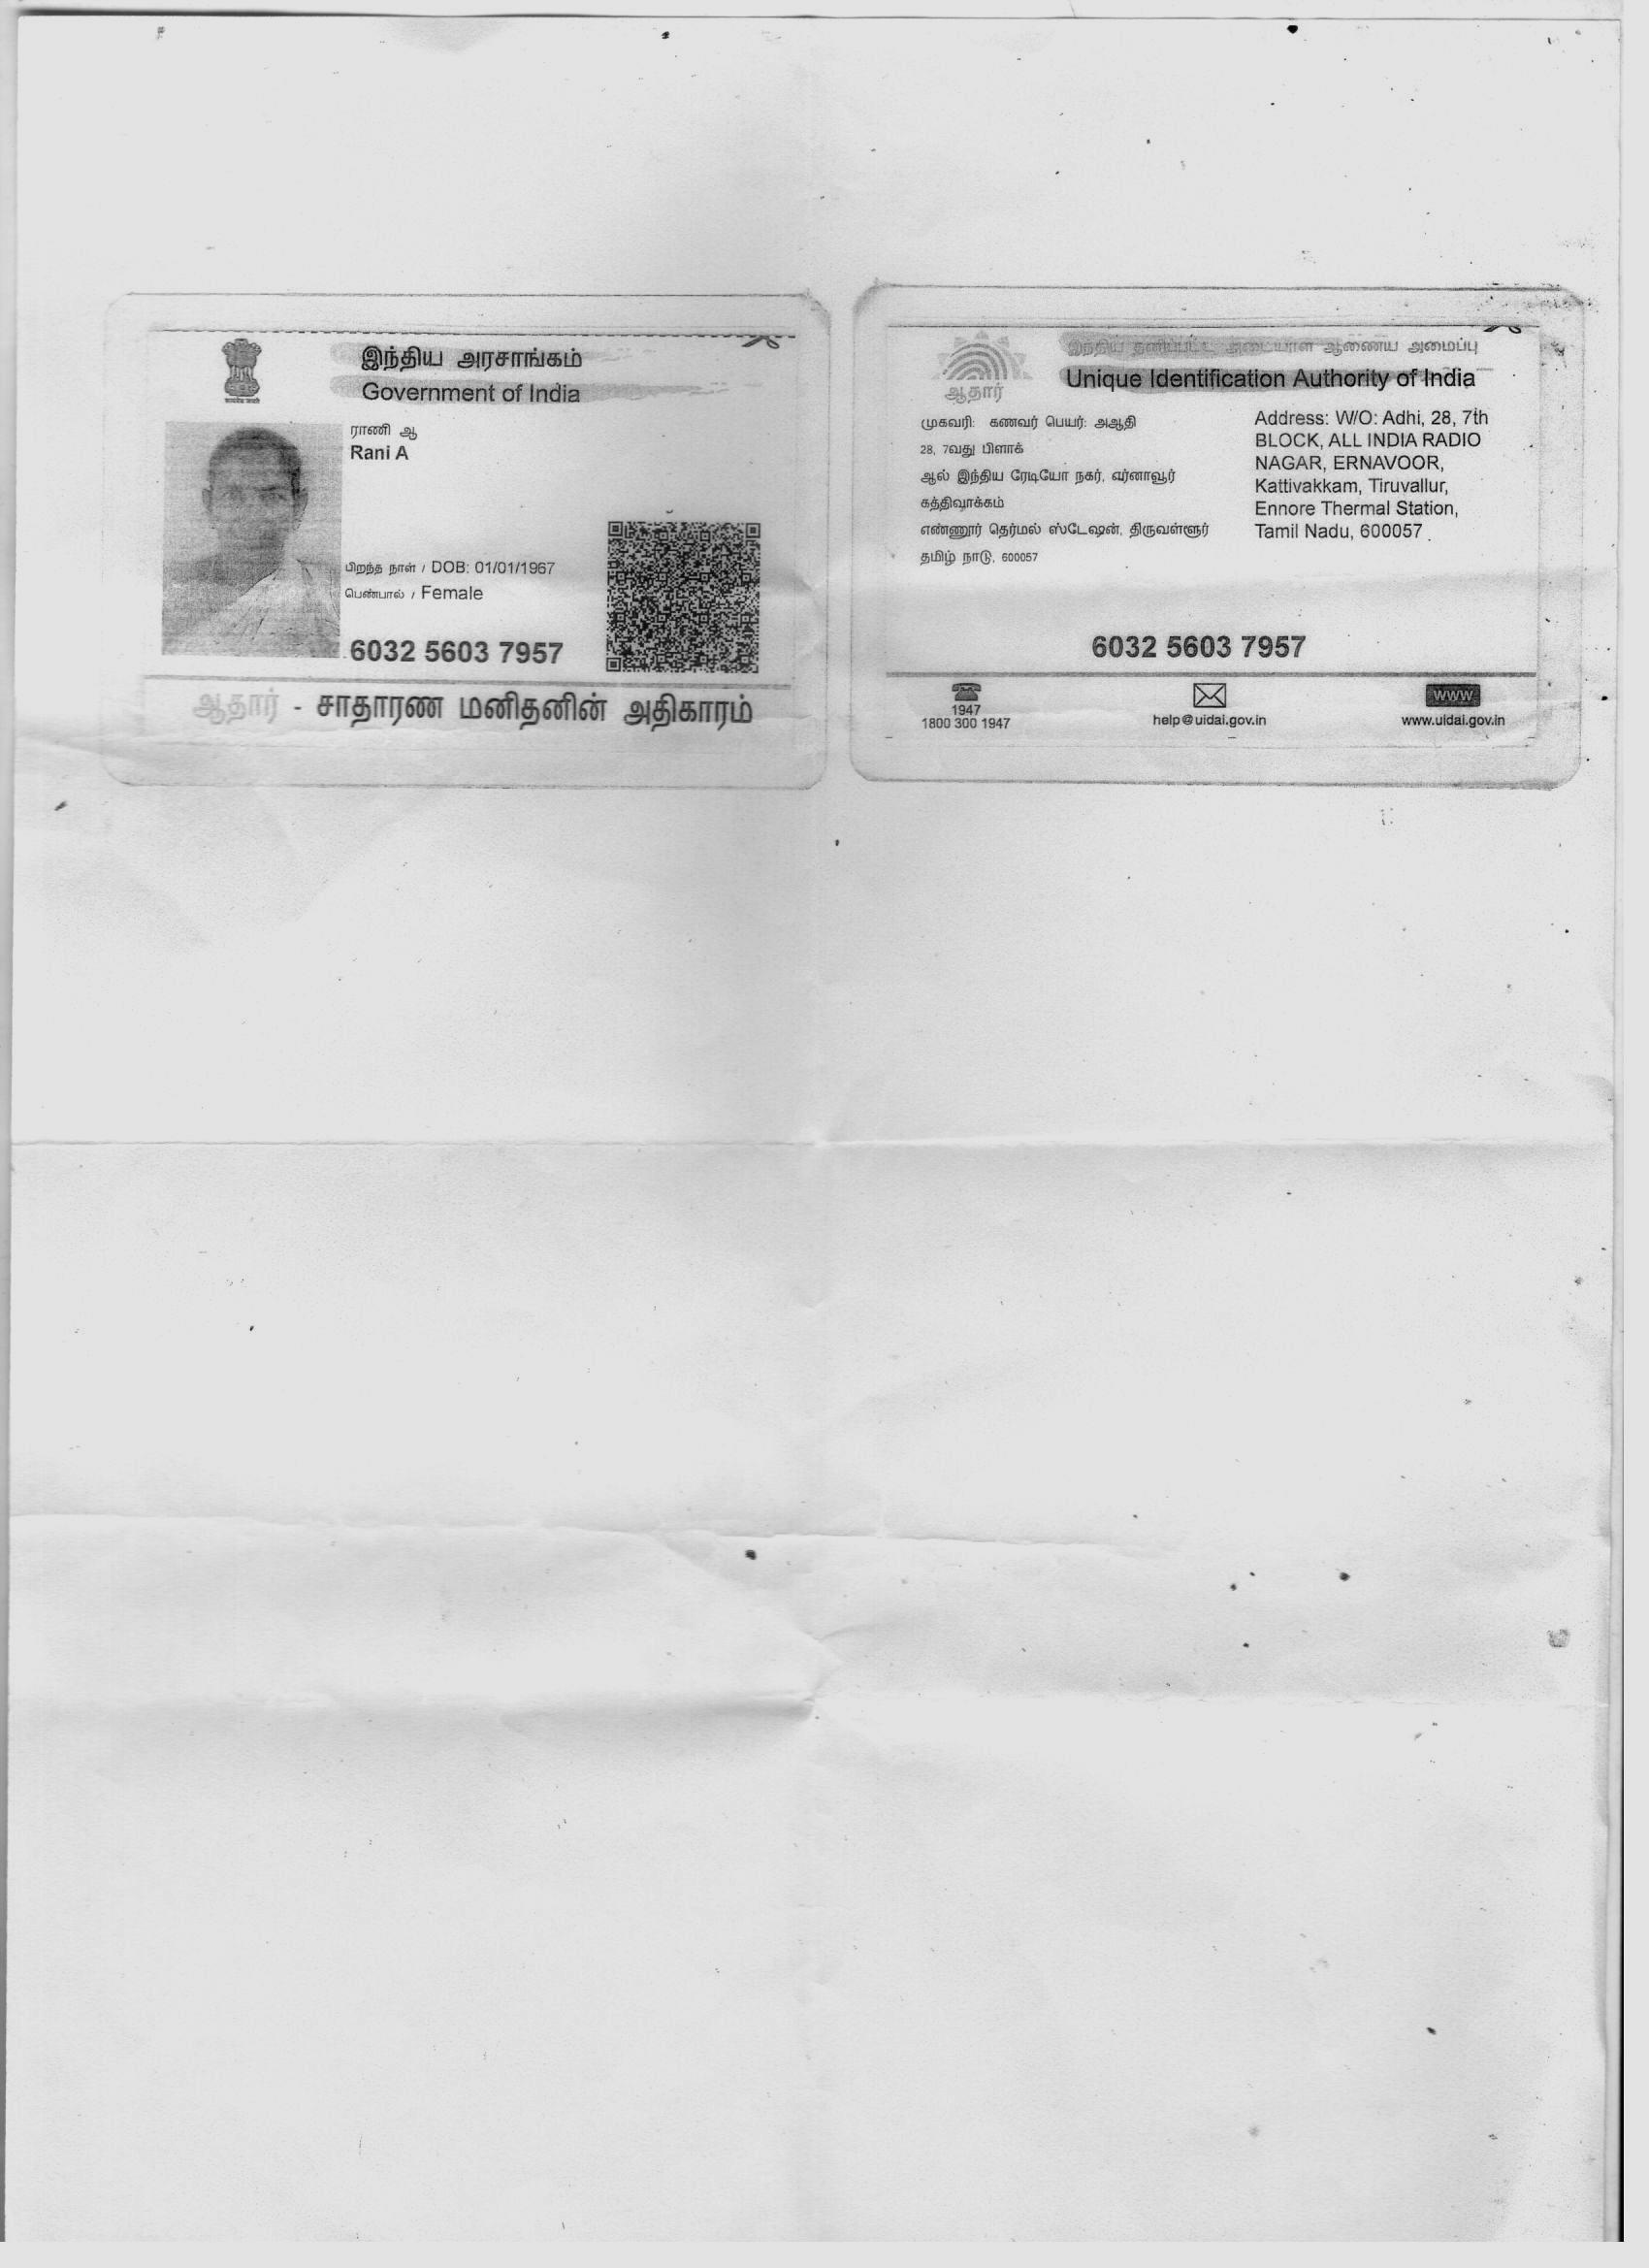 இந்திய அரசாங்கம்
Government of India
ராணி ஆ
Rani A
பிறந்த நாள் / DOB: 01/01/1967
பெண்பால் / Female
6032 5603 7957
ஆதார் - சாதாரண மனிதனின் அதிகாரம்
இந்திய தனிப்பட்ட அடையாள ஆணைய அமைப்பு
Unique Identification Authority of India
ஆதார்
முகவரி: கணவர் பெயர்: அஆதி
28, 7வது பிளாக்
ஆல் இந்திய ரேடியோ நகர், எர்னாவூர்
கத்திவாக்கம்
எண்ணூர் தெர்மல் ஸ்டேஷன், திருவள்ளூர்
தமிழ் நாடு, 600057
Address: W/O: Adhi, 28, 7th
BLOCK, ALL INDIA RADIO
NAGAR, ERNAVOOR,
Kattivakkam, Tiruvallur,
Ennore Thermal Station,
Tamil Nadu, 600057
6032 5603 7957
1947
1800 300 1947
help@uidai.gov.in
www
www.uidai.gov.in